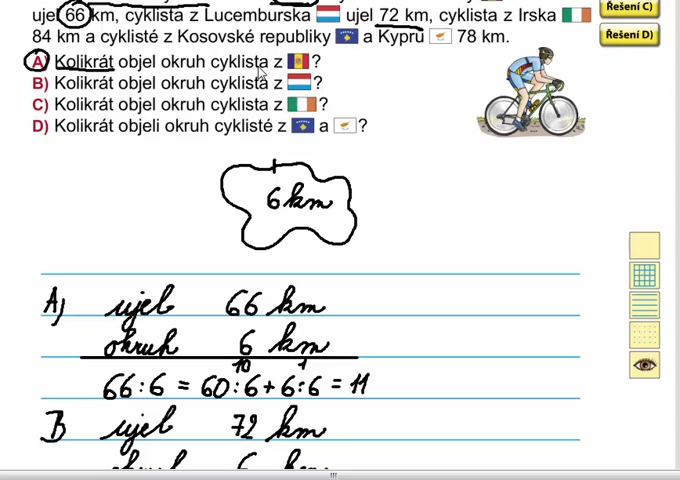 ujel 66 km, cyklista z Lucemburska ujel 72 km, cyklista z Irska
84 km a cyklisté z Kosovské republiky a Kypru 78 km.
A) Kolikrát objel okruh cyklista z ?
B) Kolikrát objel okruh cyklista z ?
C) Kolikrát objel okruh cyklista z ?
D) Kolikrát objeli okruh cyklisté z a ?
Řešení C)
Řešení D)
6 km
A) ujel 66 km
okruh 6 km
10 1
66 : 6 = 60 : 6 + 6 : 6 = 11
B ujel 72 km